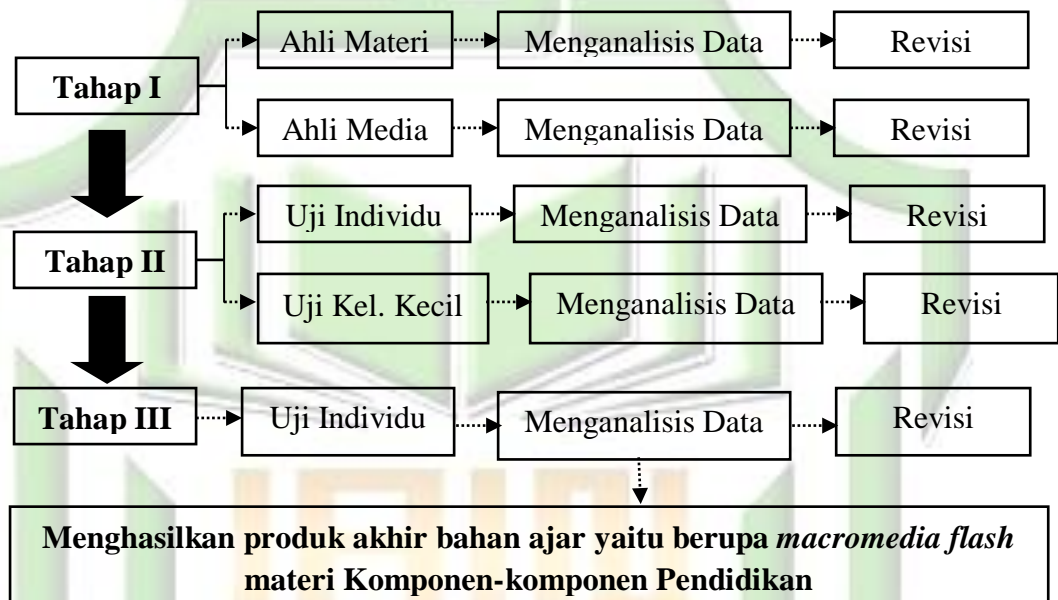 Ahli Materi Menganalisis Data Revisi
Tahap I
Ahli Media Menganalisis Data Revisi
Uji Individu Menganalisis Data Revisi
Tahap II
Uji Kel. Kecil Menganalisis Data Revisi
Tahap III Uji Individu Menganalisis Data Revisi
Menghasilkan produk akhir bahan ajar yaitu berupa macromedia flash
materi Komponen-komponen Pendidikan